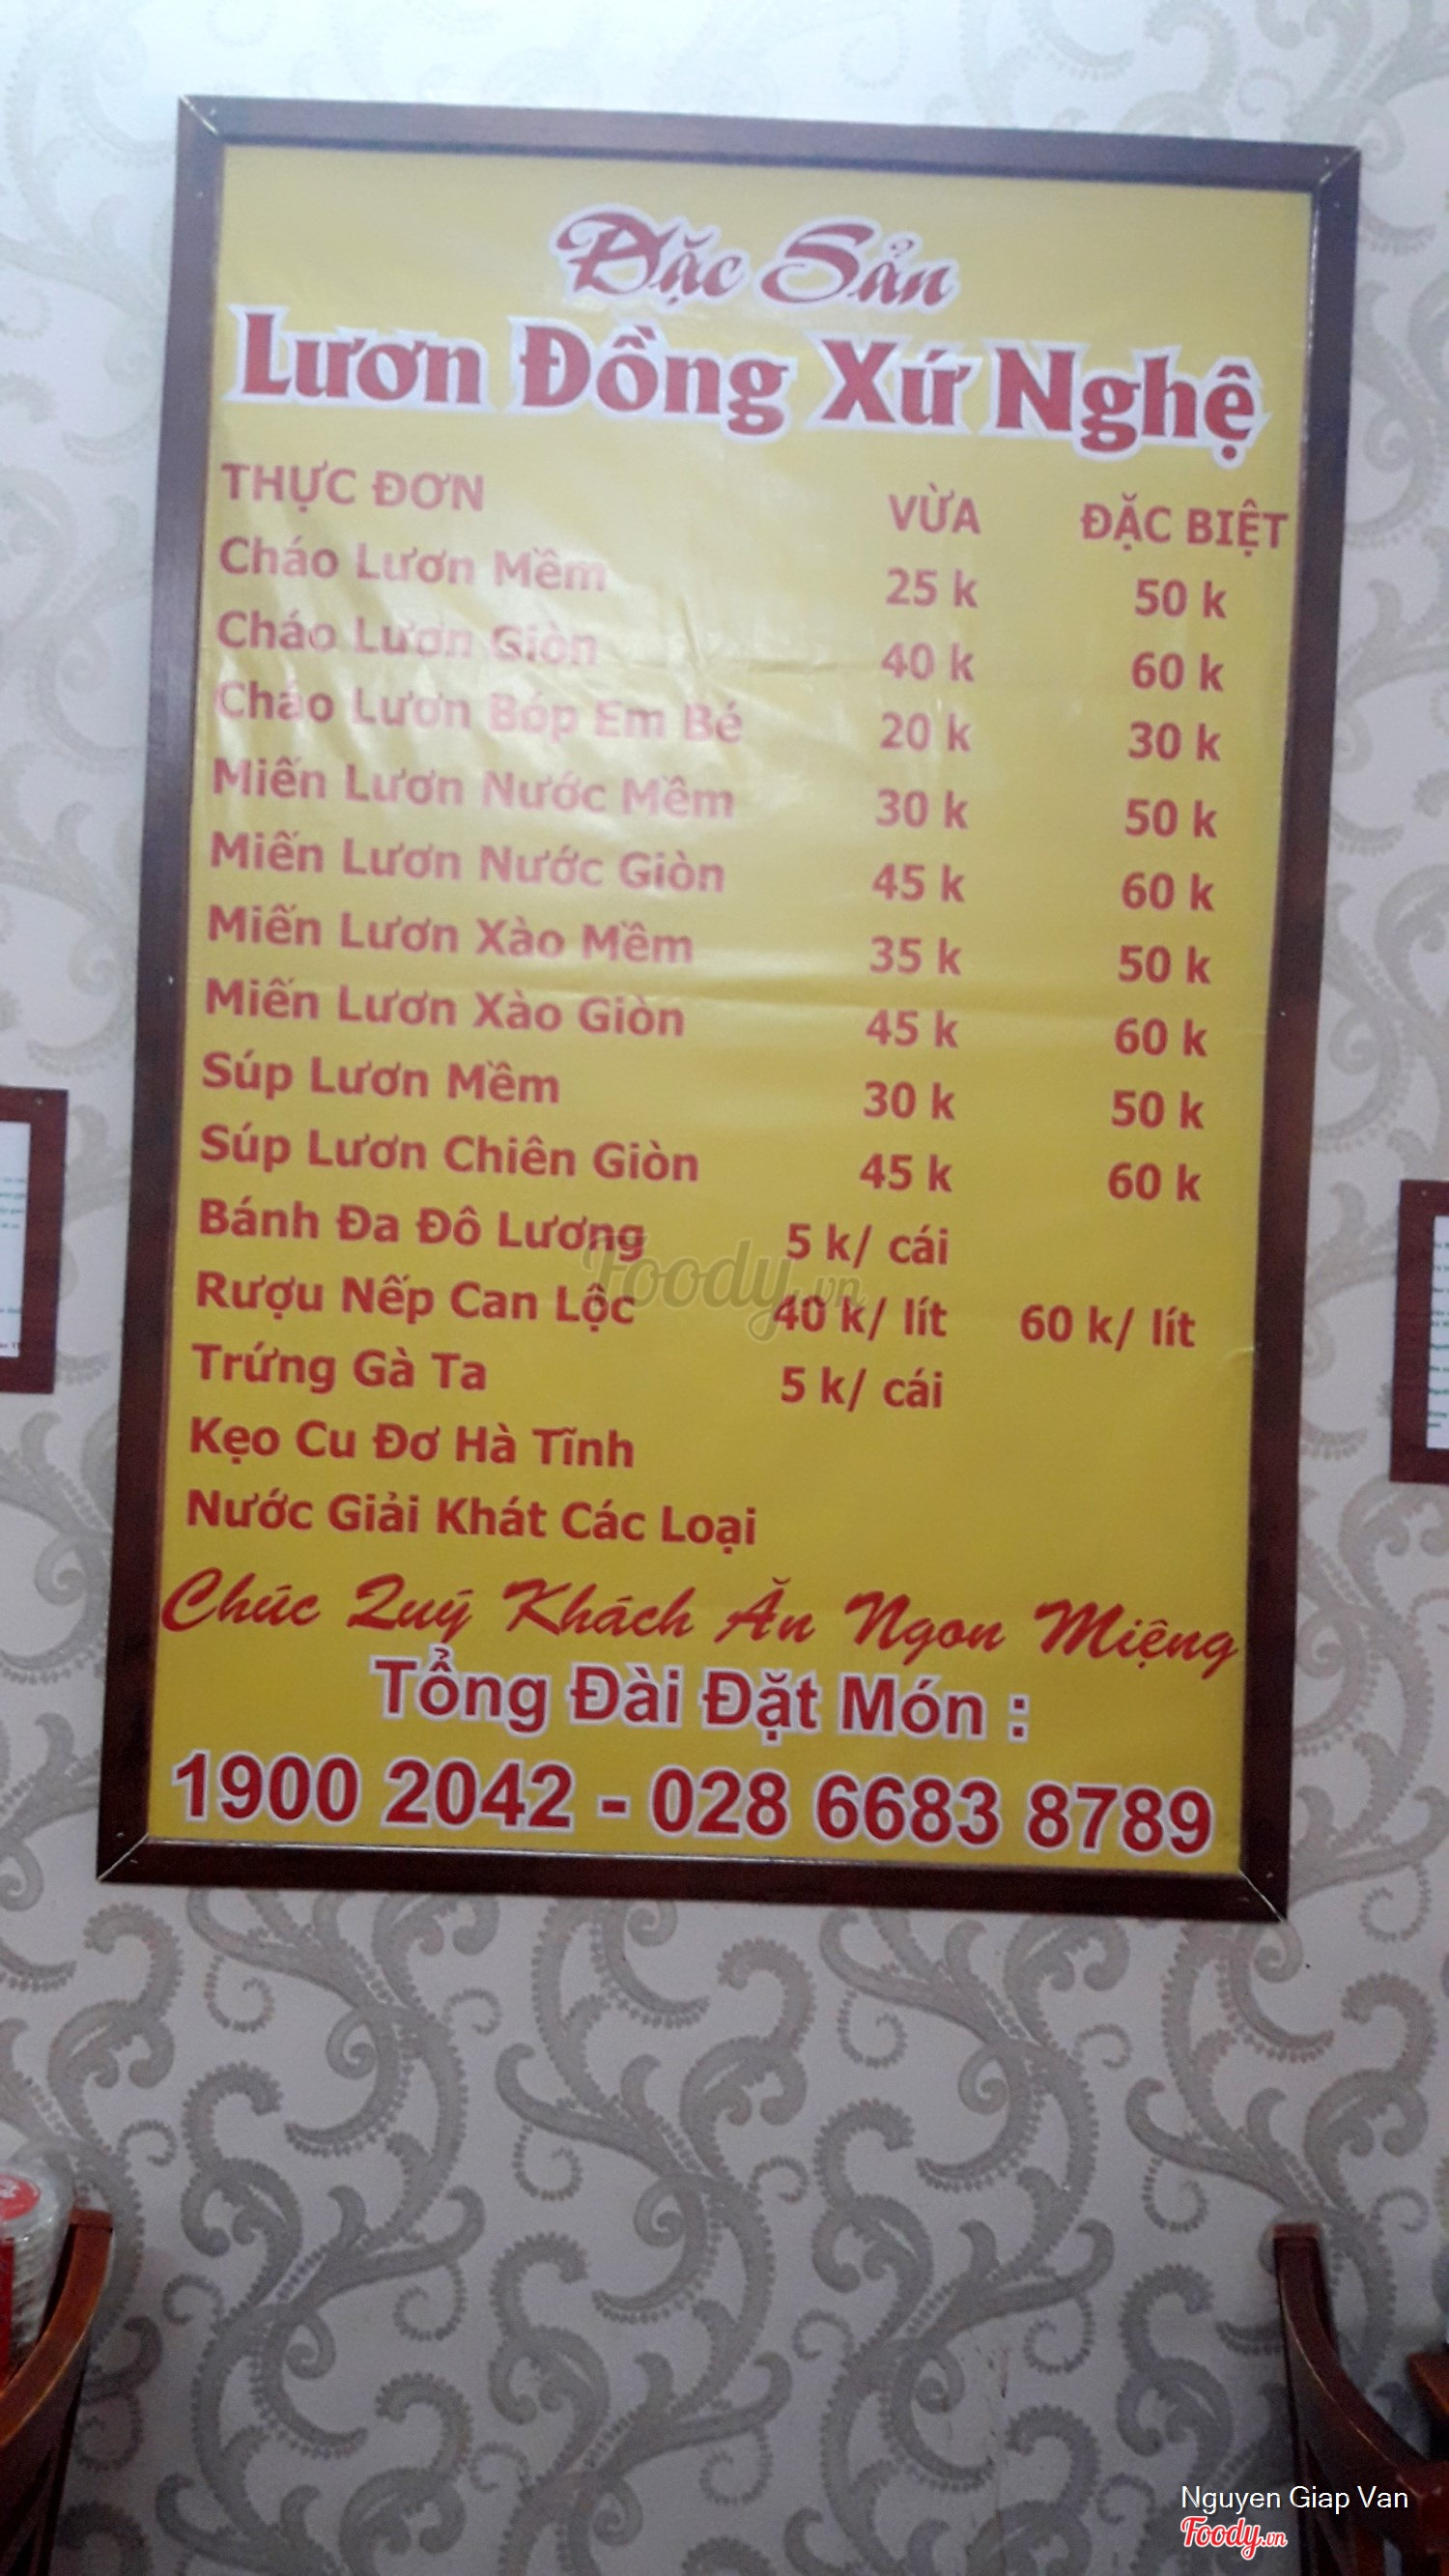 Đặc Sản
Lươn Đồng Xứ Nghệ
THỰC ĐƠN VỪA ĐẶC BIỆT
Cháo Lươn Mềm 25 k 50 k
Cháo Lươn Giòn 40 k 60 k
Cháo Lươn Bóp Em Bé 20 k 30 k
Miến Lươn Nước Mềm 30 k 50 k
Miến Lươn Nước Giòn 45 k 60 k
Miến Lươn Xào Mềm 35 k 50 k
Miến Lươn Xào Giòn 45 k 60 k
Súp Lươn Mềm 30 k 50 k
Súp Lươn Chiên Giòn 45 k 60 k
Bánh Đa Đô Lương 5 k/ cái
Rượu Nếp Can Lộc 40 k/ lít 60 k/ lít
Trứng Gà Ta 5 k/ cái
Kẹo Cu Đơ Hà Tĩnh
Nước Giải Khát Các Loại
Chúc Quý Khách Ăn Ngon Miệng
Tổng Đài Đặt Món :
1900 2042 - 028 6683 8789
Foody.vn
Nguyen Giap Van
Foody.vn